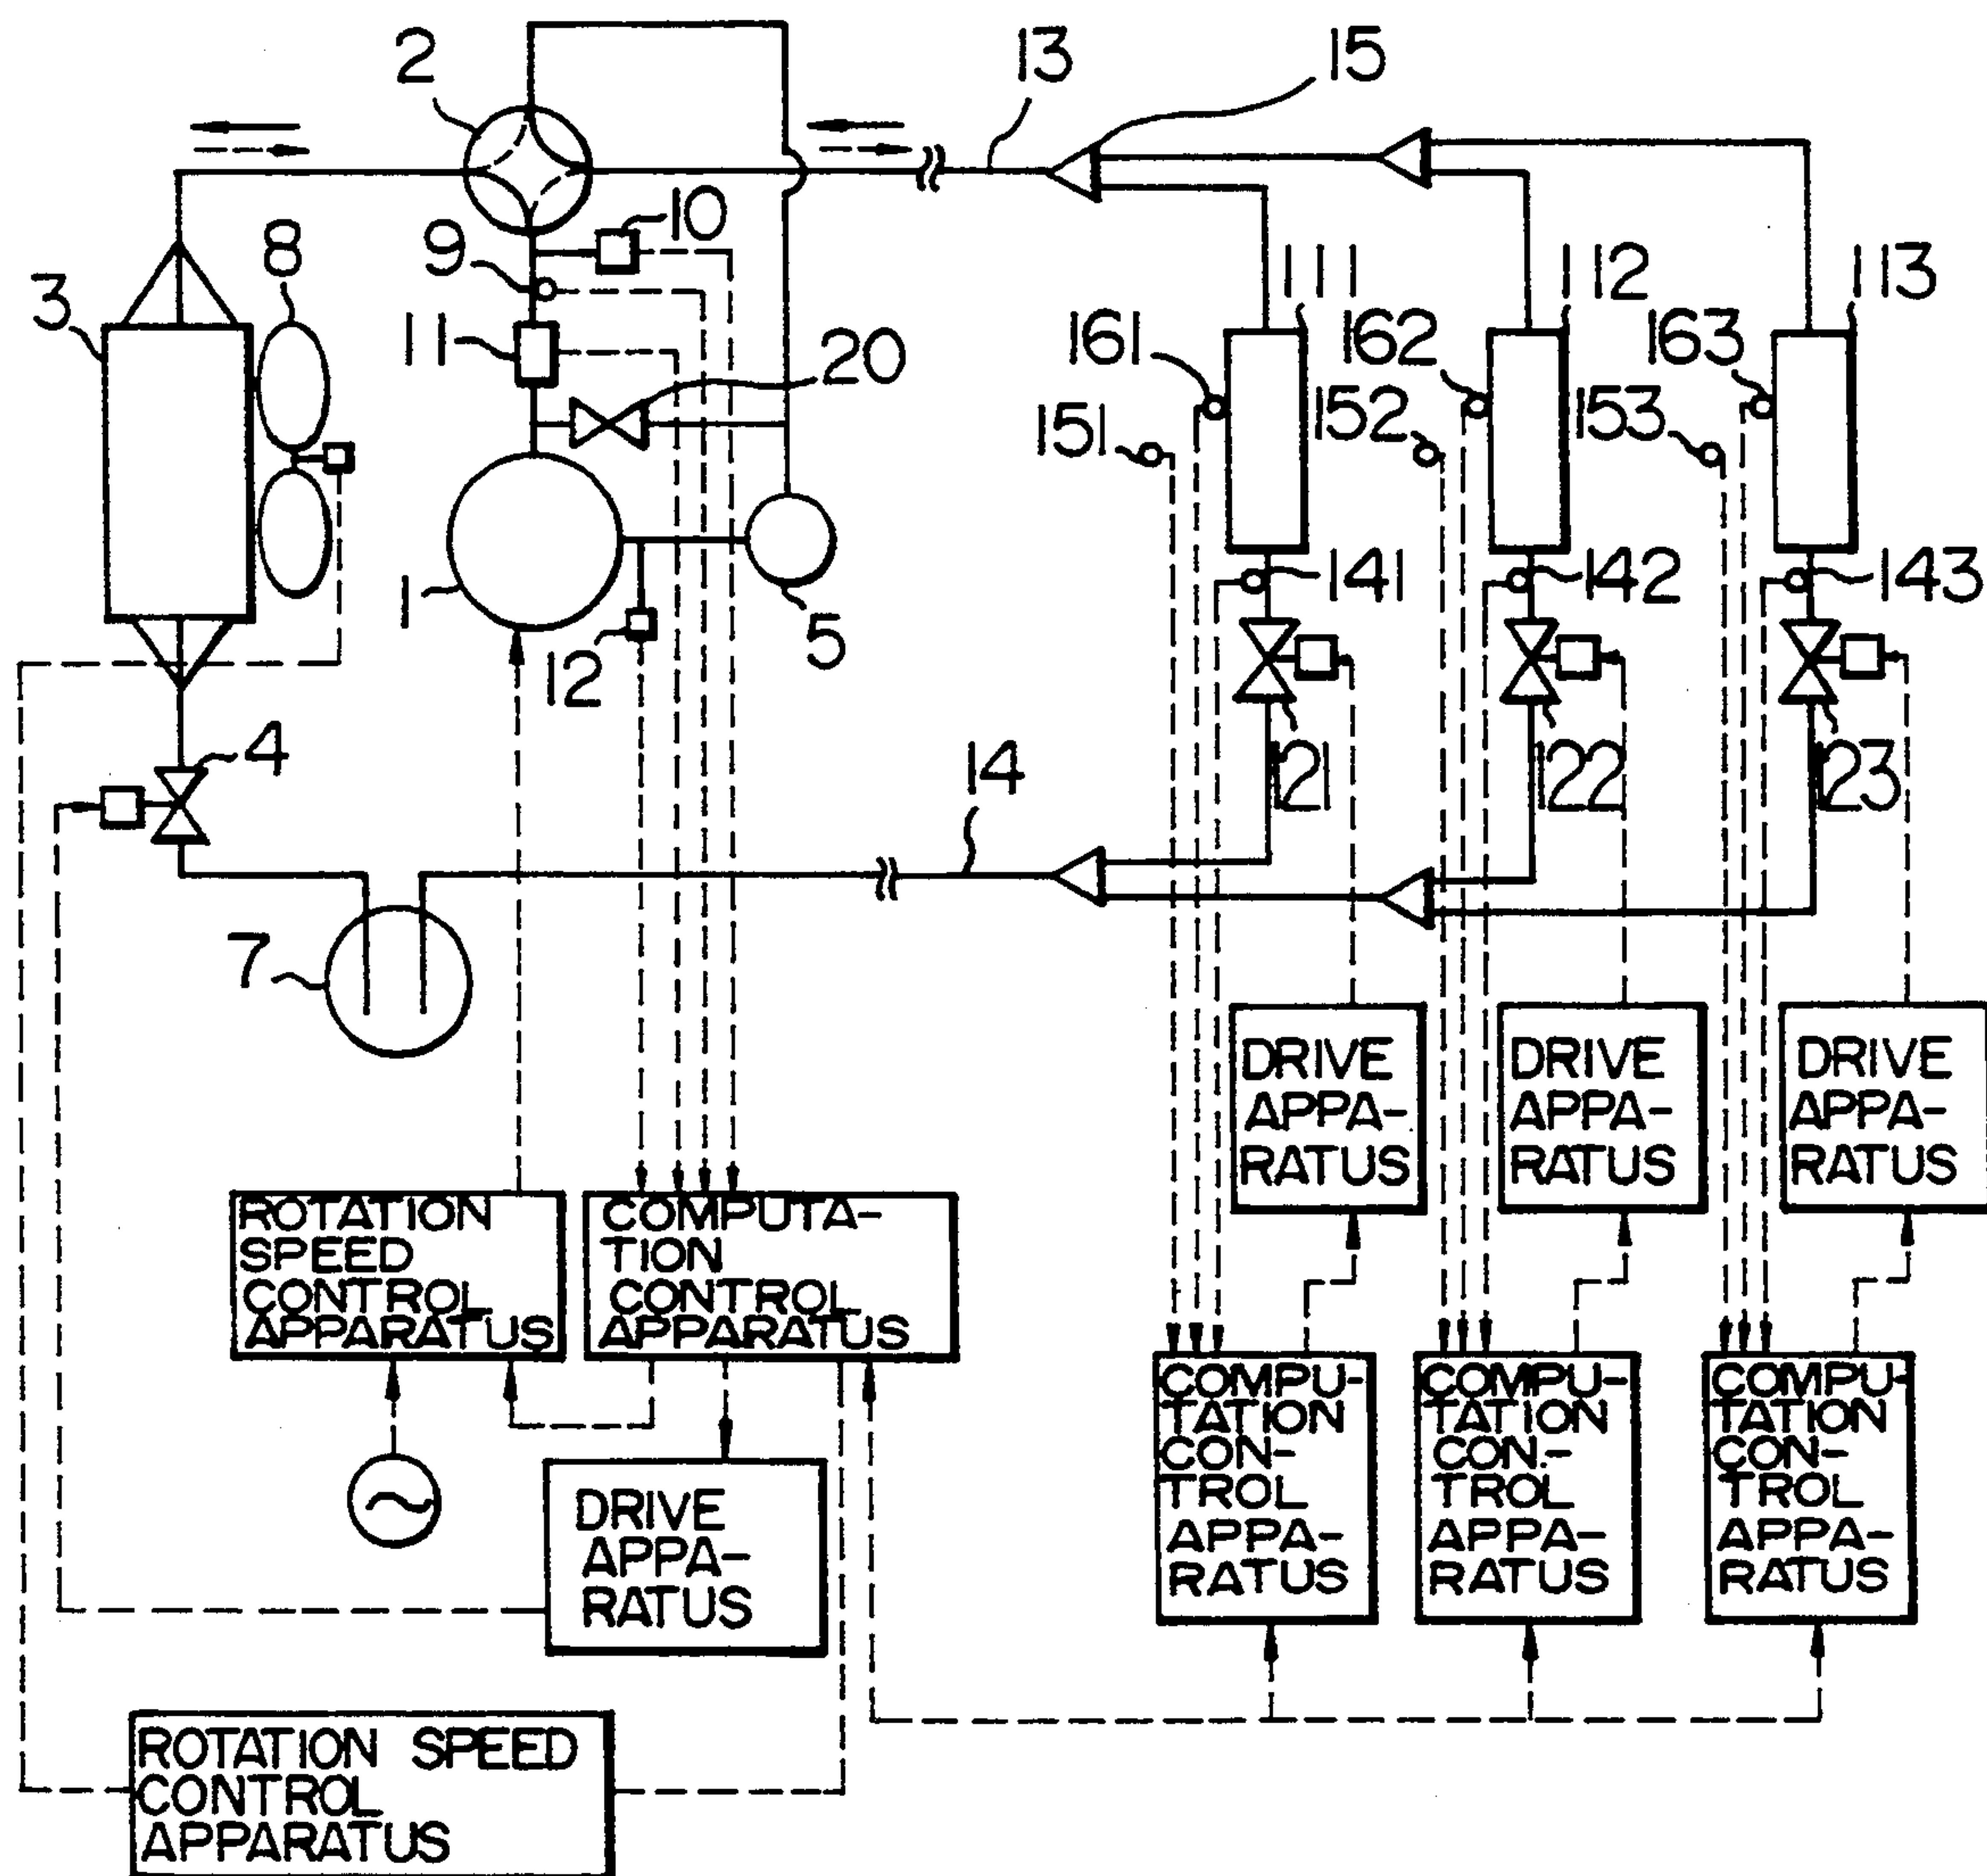 2
13
15
10
9
8
3
11
20
111
112
113
161
162
163
151
152
153
1
5
12
141
142
143
4
14
121
122
123
7
DRIVE
APPA-
RATUS
DRIVE
APPA-
RATUS
DRIVE
APPA-
RATUS
ROTATION
SPEED
CONTROL
APPARATUS
COMPUTA-
TION
CONTROL
APPARATUS
COMPU-
TATION
CON-
TROL
APPA-
RATUS
COMPU-
TATION
CON-
TROL
APPA-
RATUS
COMPU-
TATION
CON-
TROL
APPA-
RATUS
DRIVE
APPA-
RATUS
ROTATION SPEED
CONTROL
APPARATUS